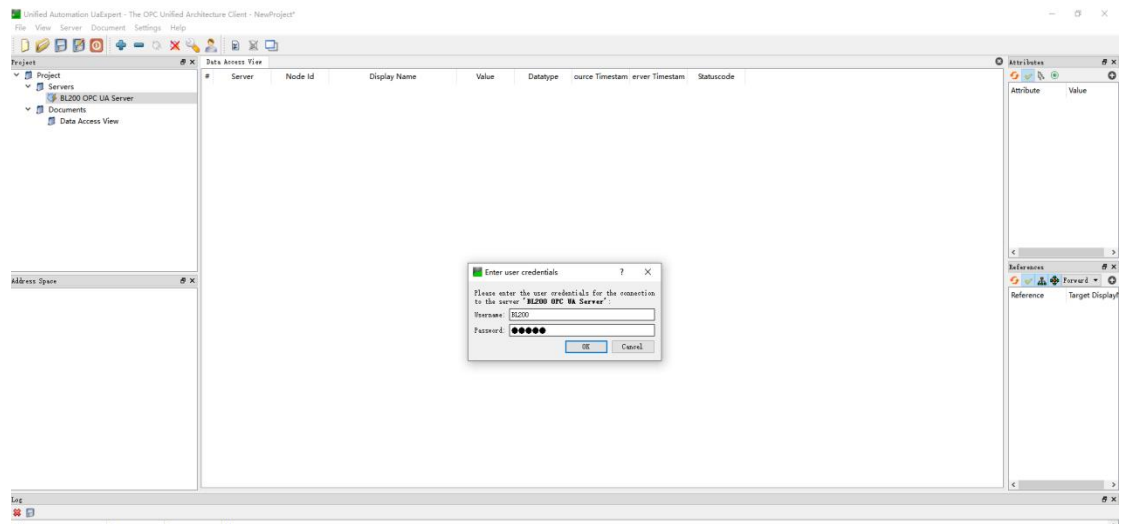 Unified Automation UaExpert - The OPC Unified Architecture Client - NewProject*
File View Server Document Settings Help
Project
Data Access View
Attributes
Project
Servers
BL200 OPC UA Server
Documents
Data Access View
# Server Node Id Display Name Value Datatype ource Timestam erver Timestam Statuscode
Attribute Value
Address Space
Enter user credentials ? X
Please enter the user credentials for the connection
to the server "BL200 OPC UA Server":
Username: BL200
Password: ●●●●●
OK Cancel
References
Forward
Reference Target Display
Log